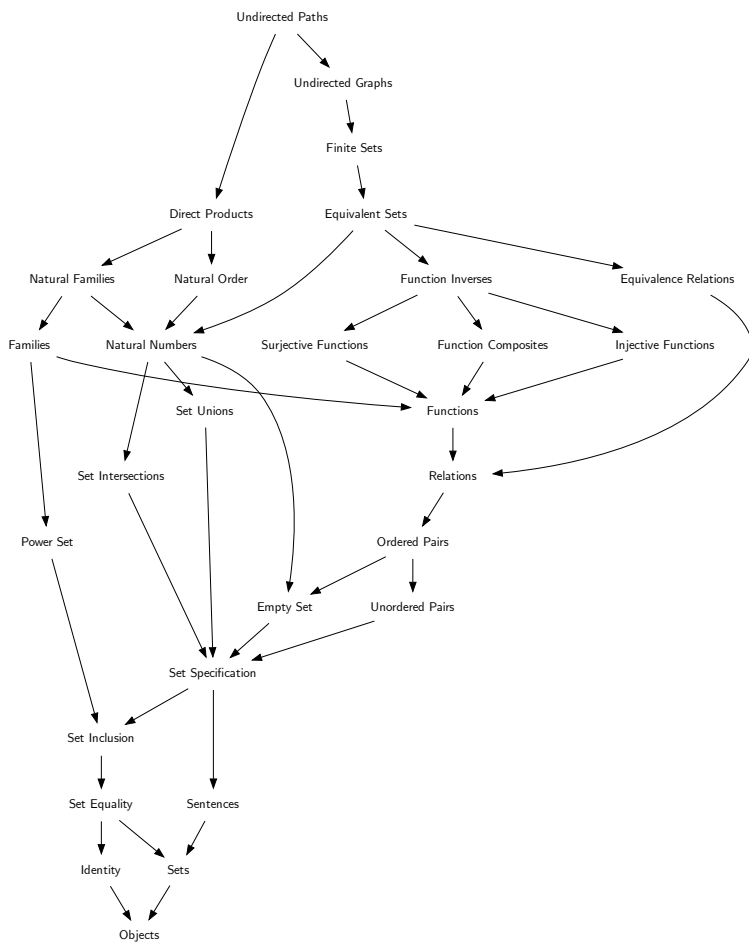 Undirected Paths
Undirected Graphs
Finite Sets
Direct Products
Equivalent Sets
Natural Families
Natural Order
Function Inverses
Equivalence Relations
Families
Natural Numbers
Surjective Functions
Function Composites
Injective Functions
Set Unions
Functions
Set Intersections
Relations
Power Set
Ordered Pairs
Empty Set
Unordered Pairs
Set Specification
Set Inclusion
Set Equality
Sentences
Identity
Sets
Objects